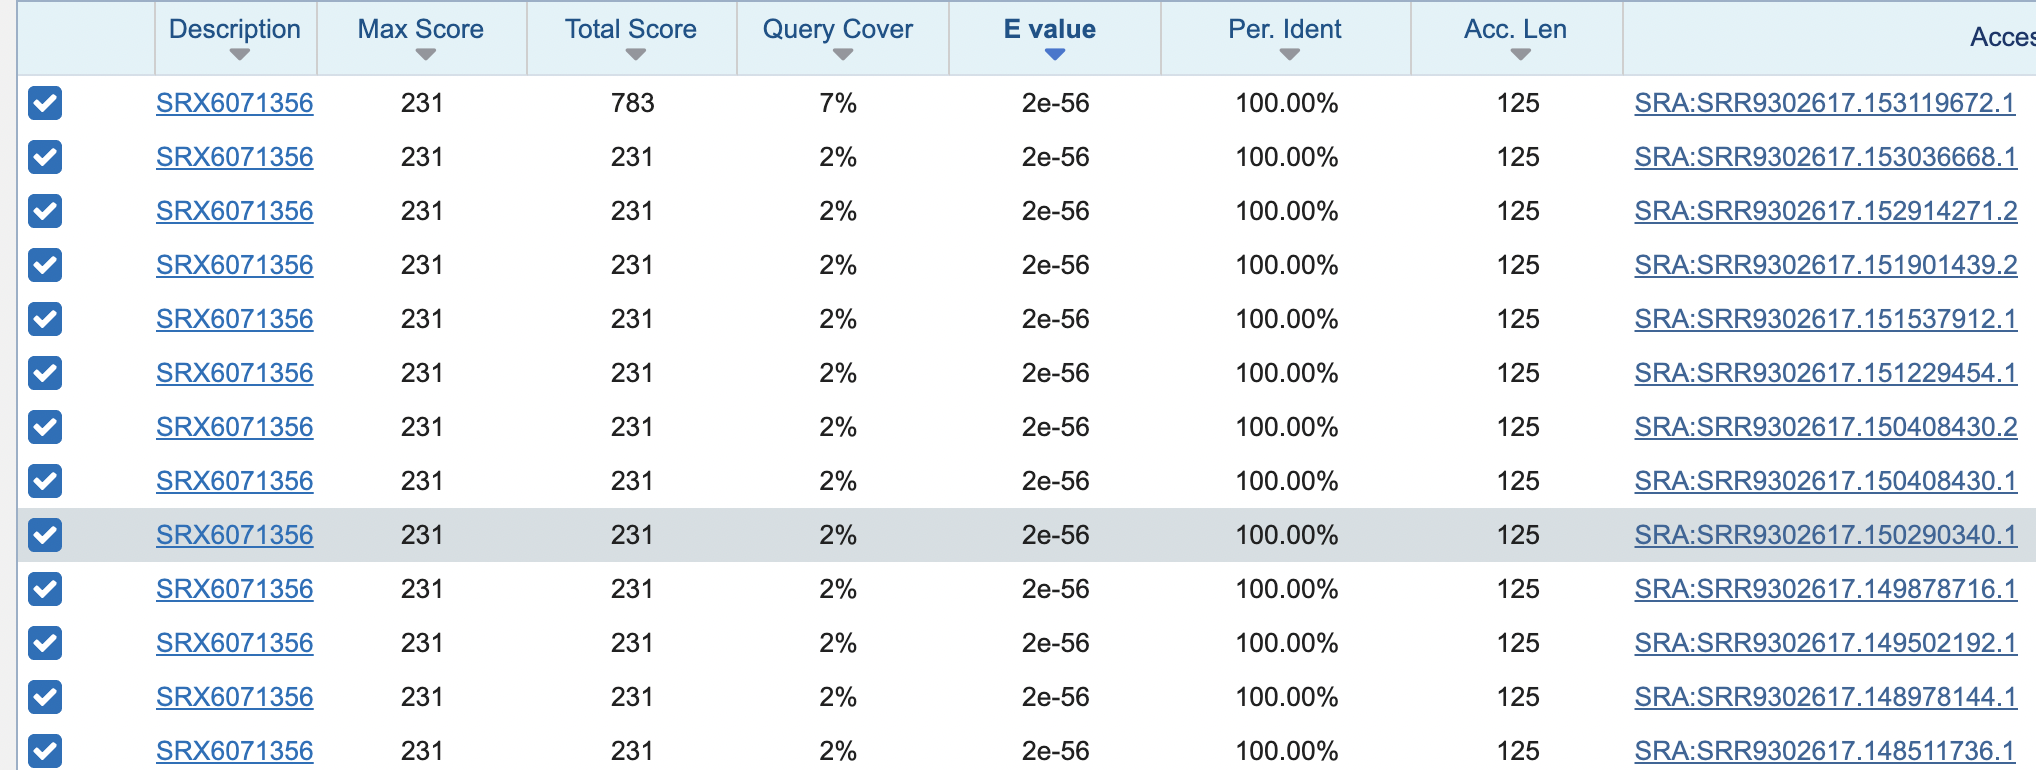 Description Max Score Total Score Query Cover E value Per. Ident Acc. Len Acces
SRX6071356 231 783 7% 2e-56 100.00% 125 SRA:SRR9302617.153119672.1
SRX6071356 231 231 2% 2e-56 100.00% 125 SRA:SRR9302617.153036668.1
SRX6071356 231 231 2% 2e-56 100.00% 125 SRA:SRR9302617.152914271.2
SRX6071356 231 231 2% 2e-56 100.00% 125 SRA:SRR9302617.151901439.2
SRX6071356 231 231 2% 2e-56 100.00% 125 SRA:SRR9302617.151537912.1
SRX6071356 231 231 2% 2e-56 100.00% 125 SRA:SRR9302617.151229454.1
SRX6071356 231 231 2% 2e-56 100.00% 125 SRA:SRR9302617.150408430.2
SRX6071356 231 231 2% 2e-56 100.00% 125 SRA:SRR9302617.150408430.1
SRX6071356 231 231 2% 2e-56 100.00% 125 SRA:SRR9302617.150290340.1
SRX6071356 231 231 2% 2e-56 100.00% 125 SRA:SRR9302617.149878716.1
SRX6071356 231 231 2% 2e-56 100.00% 125 SRA:SRR9302617.149502192.1
SRX6071356 231 231 2% 2e-56 100.00% 125 SRA:SRR9302617.148978144.1
SRX6071356 231 231 2% 2e-56 100.00% 125 SRA:SRR9302617.148511736.1